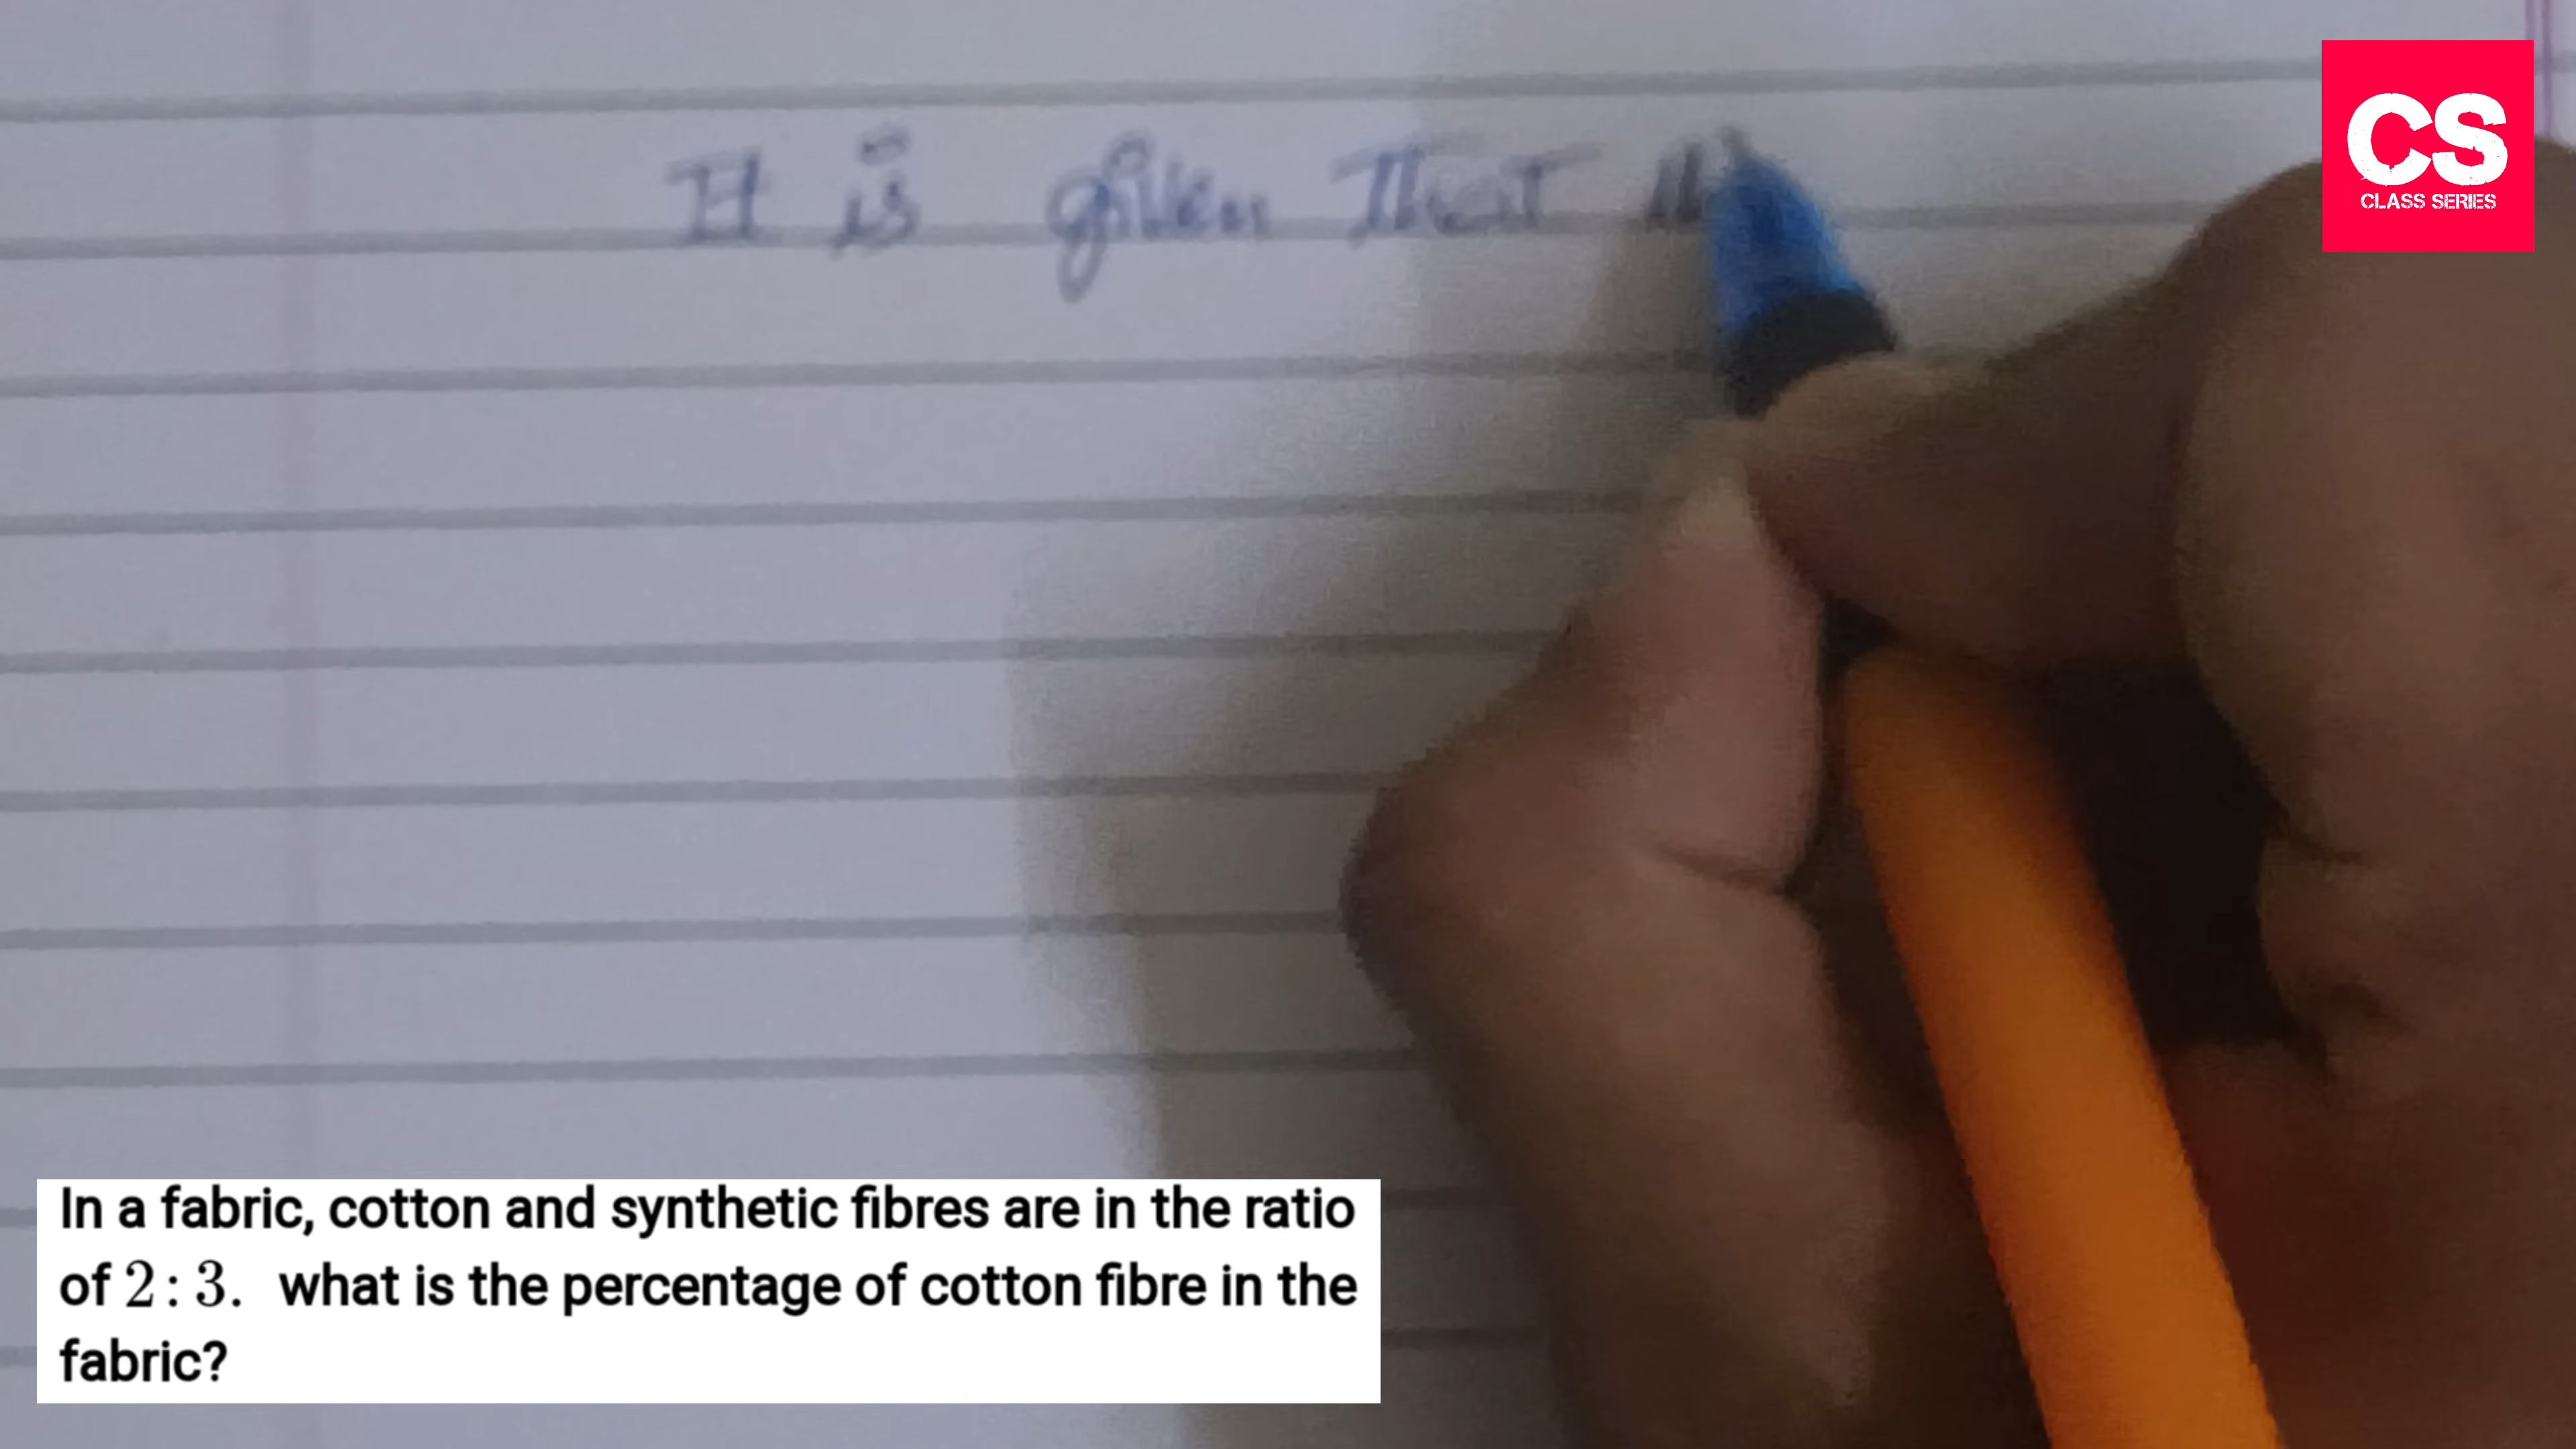 It is given that
CS
CLASS SERIES
In a fabric, cotton and synthetic fibres are in the ratio
of 2 : 3. what is the percentage of cotton fibre in the
fabric?